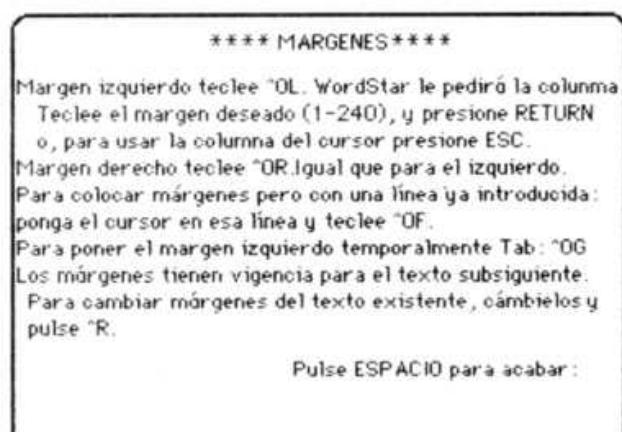 **** MARGENES****
Margen izquierdo teclee ^OL. WordStar le pedirá la colunma
Teclee el margen deseado (1-240), y presione RETURN
o, para usar la columna del cursor presione ESC.
Margen derecho teclee ^OR.Igual que para el izquierdo.
Para colocar márgenes pero con una línea ya introducida:
ponga el cursor en esa línea y teclee ^OF.
Para poner el margen izquierdo temporalmente Tab: ^OG
Los márgenes tienen vigencia para el texto subsiguiente.
Para cambiar márgenes del texto existente, cámbielos y
pulse ^R.
Pulse ESPACIO para acabar: